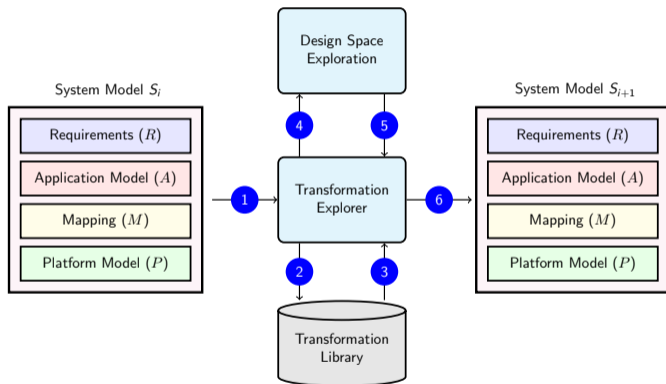 Design Space
Exploration
System Model S_i
Requirements (R)
Application Model (A)
Mapping (M)
Platform Model (P)
4
5
1
Transformation
Explorer
6
2
3
Transformation
Library
System Model S_{i+1}
Requirements (R)
Application Model (A)
Mapping (M)
Platform Model (P)